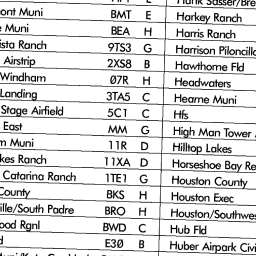 ont Muni BMT E Harkey Ranch
Muni BEA H Harris Ranch
ista Ranch 9TS3 G Harrison Piloncillo
Airstrip 2XS8 B Hawthorne Fld
Windham 07R H Headwaters
Landing 3TA5 C Hearne Muni
Stage Airfield 5C1 C Hfs
East MM G High Man Tower
Muni 11R D Hilltop Lakes
kes Ranch 11XA D Horseshoe Bay Re
Catarina Ranch 1TE1 G Houston County
County BKS H Houston Exec
ille/South Padre BRO H Houston/Southwes
ood Rgnl BWD C Hub Fld
d E30 B Huber Airpark Civi